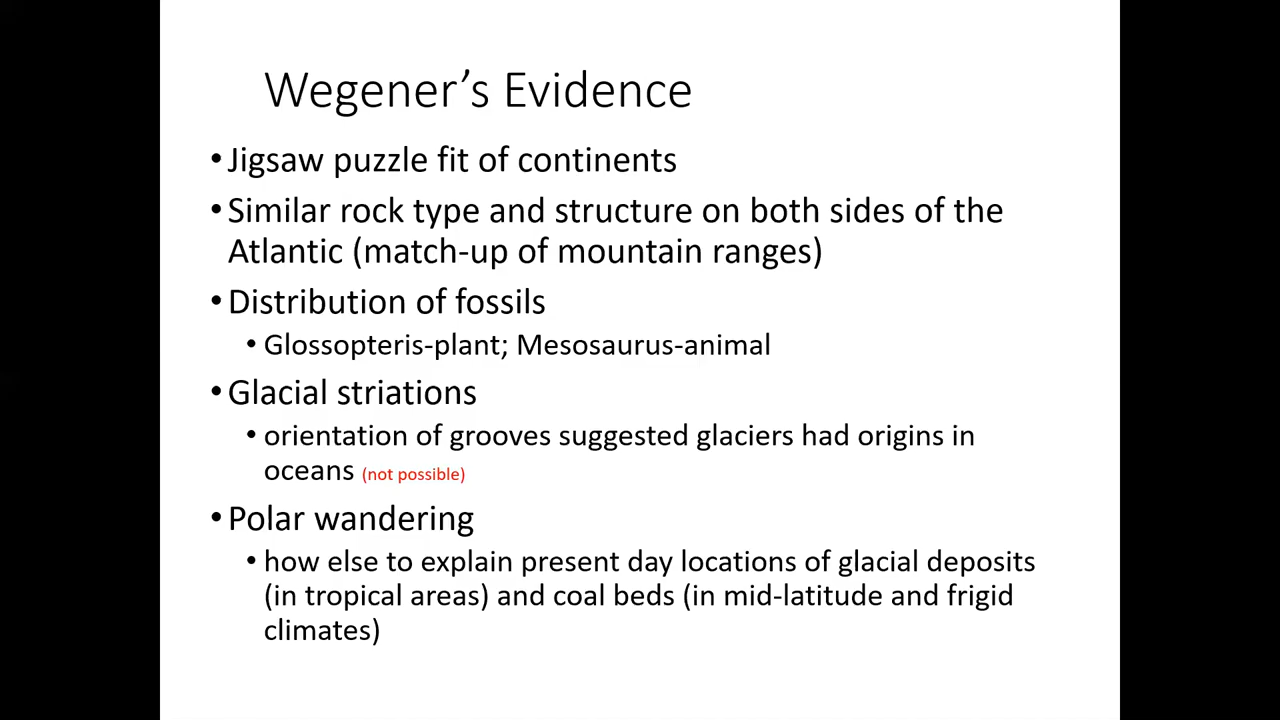 Wegener’s Evidence
•Jigsaw puzzle fit of continents
•Similar rock type and structure on both sides of the
Atlantic (match-up of mountain ranges)
•Distribution of fossils
•Glossopteris-plant; Mesosaurus-animal
•Glacial striations
•orientation of grooves suggested glaciers had origins in
oceans (not possible)
•Polar wandering
•how else to explain present day locations of glacial deposits
(in tropical areas) and coal beds (in mid-latitude and frigid
climates)